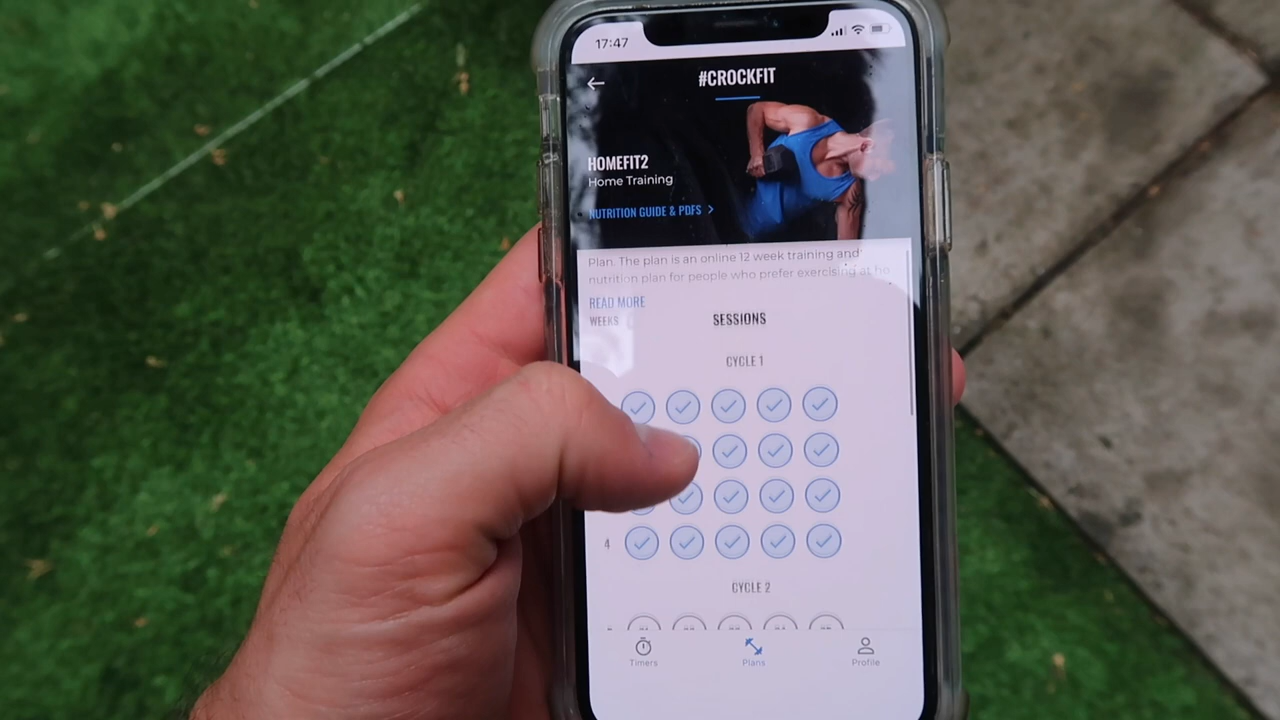 17:47
#CROCKFIT
HOMEFIT2
Home Training
NUTRITION GUIDE & PDFS >
Plan. The plan is an online 12 week training and
nutrition plan for people who prefer exercising at ho
READ MORE
WEEKS SESSIONS
CYCLE 1
4
CYCLE 2
Timers Plans Profile